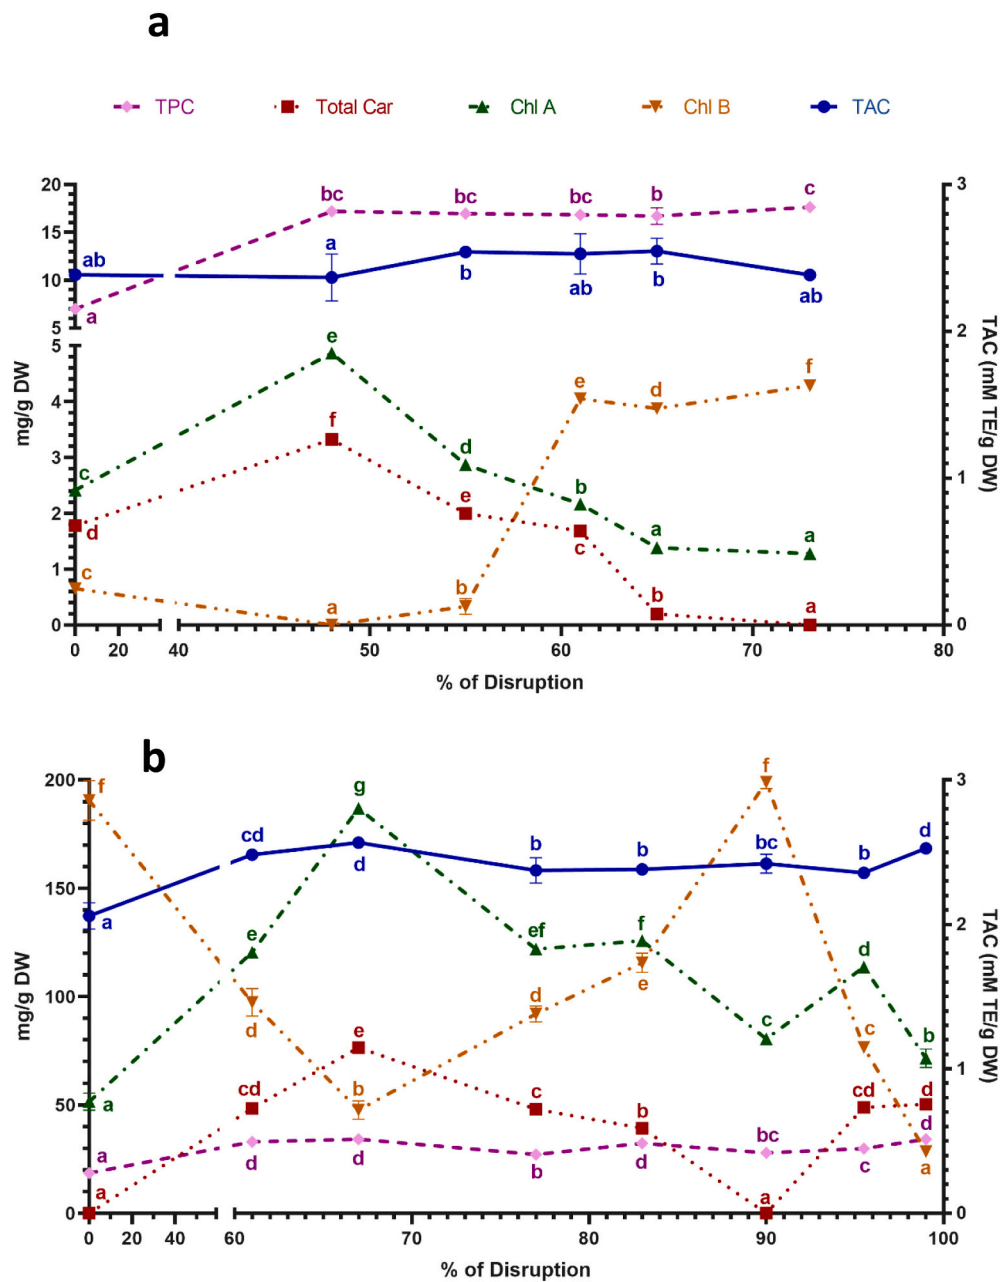 a
TPC Total Car Chl A Chl B TAC
20
15
10
5
5
4
3
2
1
0
mg/g DW
ab a b ab b ab
a bc bc bc b c
c e d b a a
d f e c b a
c a b e d f
3
2
1
0
TAC (mM TE/g DW)
0 20 40 50 60 70 80
% of Disruption
b
200
150
100
50
0
mg/g DW
f d b d e f c a
a cd d b b bc b d
a e g ef f c d b
a cd e c b a cd d
a d d b d bc c d
3
2
1
0
TAC (mM TE/g DW)
0 20 40 60 70 80 90 100
% of Disruption